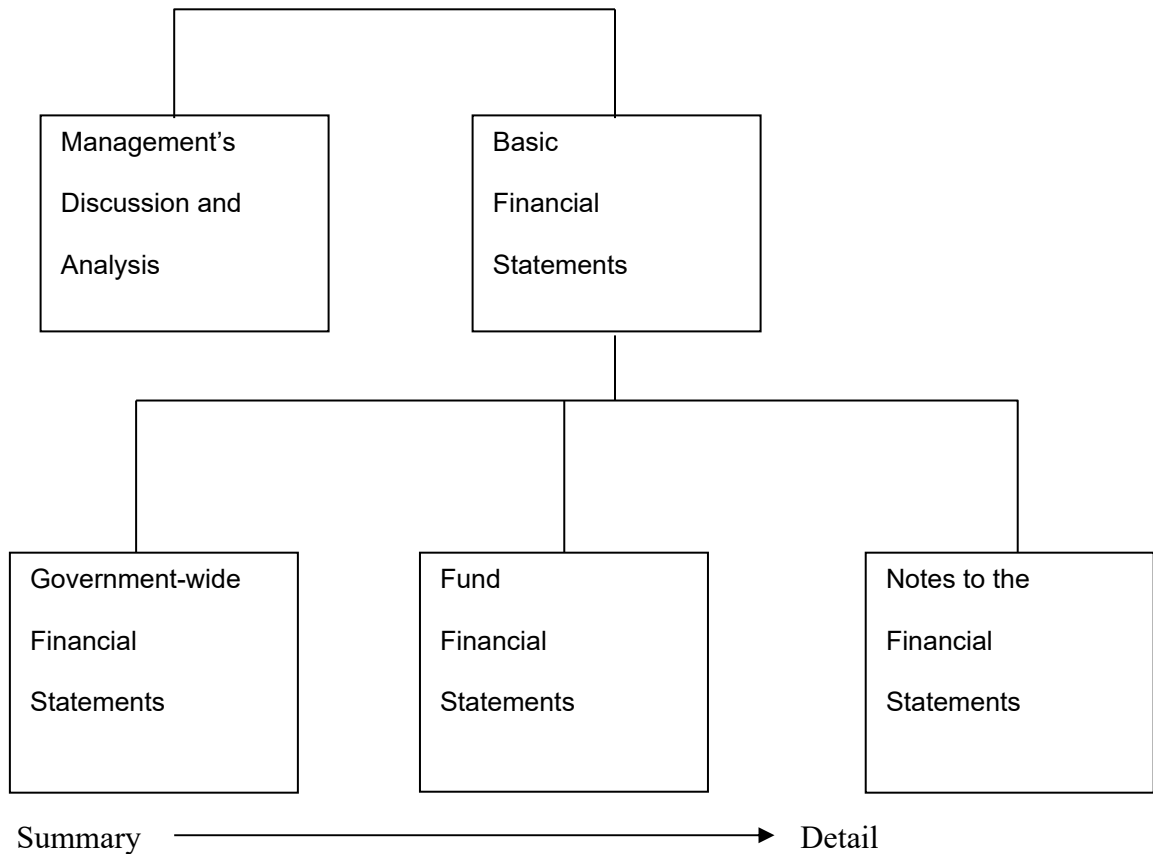 Management’s
Discussion and
Analysis
Basic
Financial
Statements
Government-wide
Financial
Statements
Fund
Financial
Statements
Notes to the
Financial
Statements
Summary
Detail